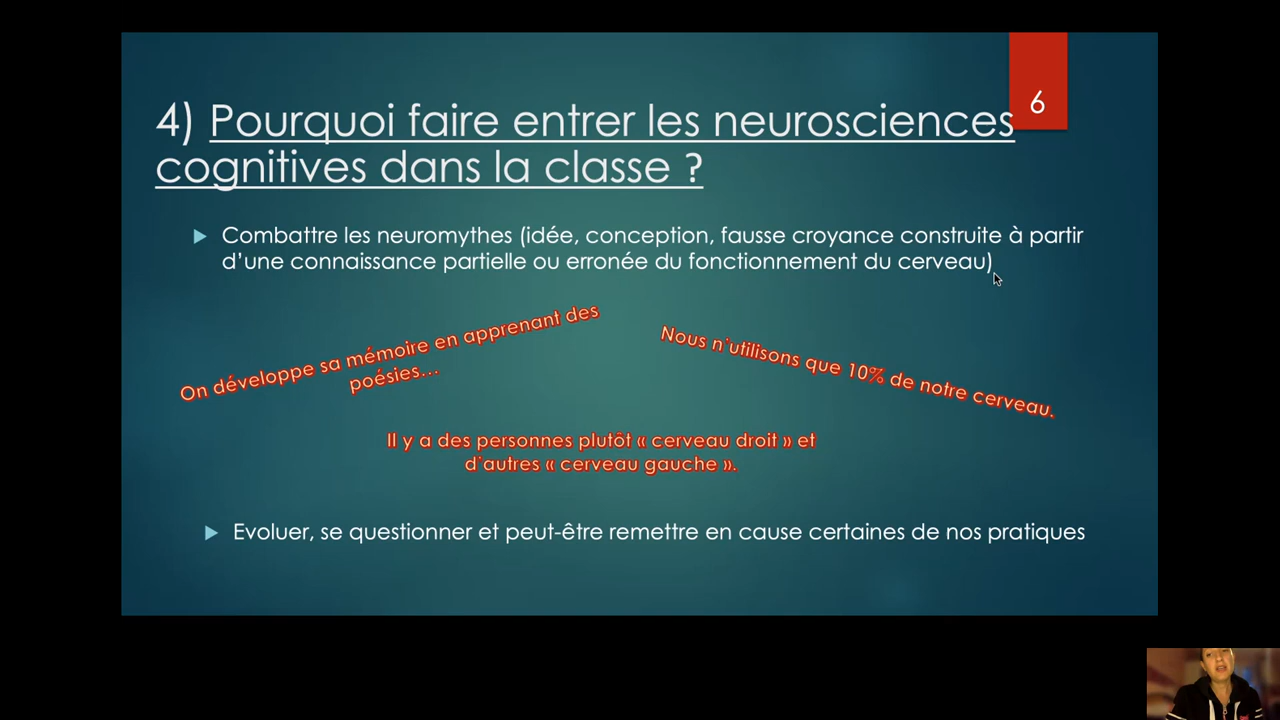 6
4) Pourquoi faire entrer les neurosciences
cognitives dans la classe ?
Combattre les neuromythes (idée, conception, fausse croyance construite à partir
d'une connaissance partielle ou erronée du fonctionnement du cerveau)
On développe sa mémoire en apprenant des
poésies...
Nous n'utilisons que 10% de notre cerveau.
Il y a des personnes plutôt « cerveau droit » et
d'autres « cerveau gauche ».
Evoluer, se questionner et peut-être remettre en cause certaines de nos pratiques